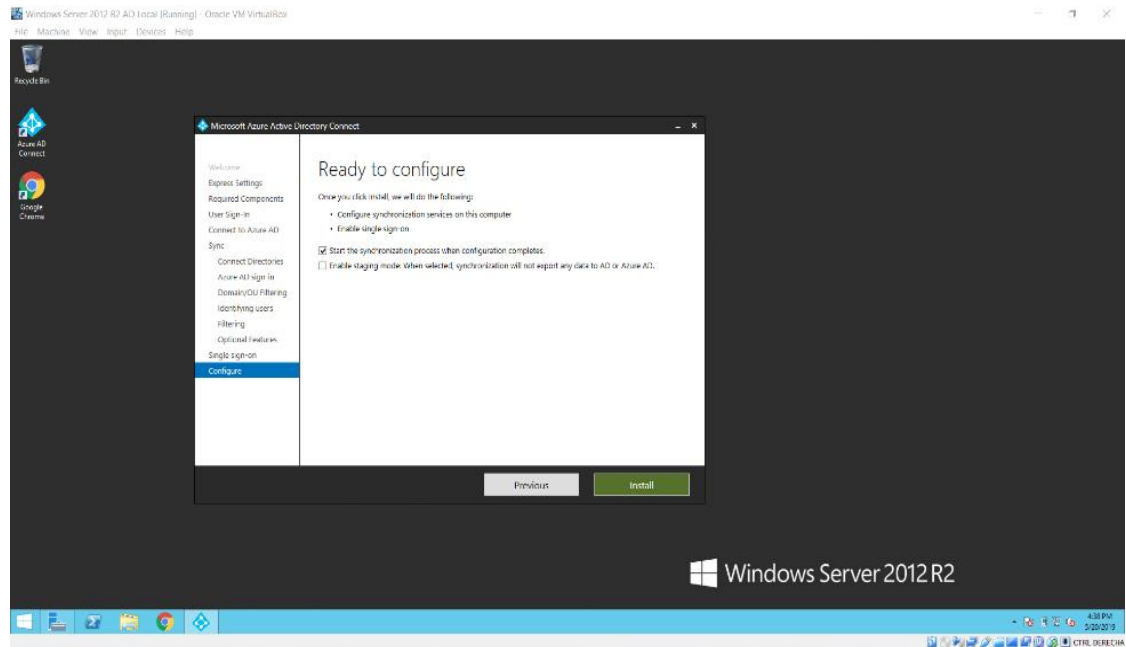 Windows Server 2012 R2 AD Local [Running] - Oracle VM VirtualBox
File Machine View Input Devices Help
Recycle Bin
Azure AD
Connect
Google
Chrome
Microsoft Azure Active Directory Connect
Welcome
Express Settings
Required Components
User Sign-In
Connect to Azure AD
Sync
Connect Directories
Azure AD sign in
Domain/OU Filtering
Identifying users
Filtering
Optional Features
Single sign-on
Configure
Ready to configure
Once you click install, we will do the following:
• Configure synchronization services on this computer
• Enable single sign-on
Start the synchronization process when configuration completes.
Enable staging mode: When selected, synchronization will not export any data to AD or Azure AD.
Previous
Install
Windows Server 2012 R2
4:38 PM
5/20/2019
CTRL DERECHA